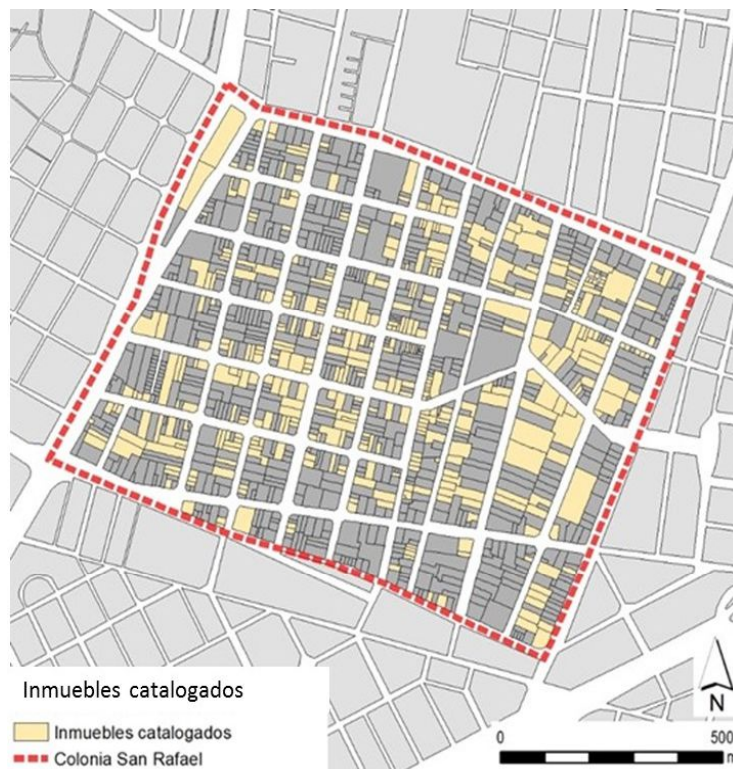 Inmuebles catalogados
Inmuebles catalogados
Colonia San Rafael
N
0 500
m